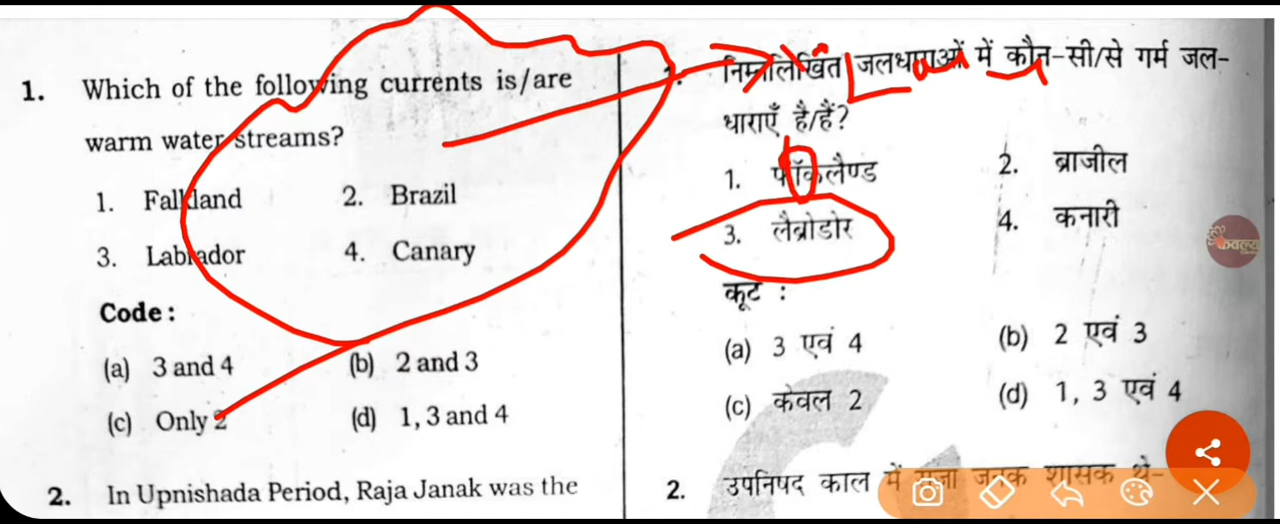 1. Which of the following currents is/are
warm water streams?
1. Falkland 2. Brazil
3. Labrador 4. Canary
Code :
(a) 3 and 4 (b) 2 and 3
(c) Only 2 (d) 1, 3 and 4
2. In Upnishada Period, Raja Janak was the
1. निम्नलिखित जलधाराओं में कौन-सी/से गर्म जल-
धाराएँ है/हैं?
1. फॉकलैण्ड 2. ब्राजील
3. लैब्रोडोर 4. कनारी
कूट :
(a) 3 एवं 4 (b) 2 एवं 3
(c) केवल 2 (d) 1, 3 एवं 4
2. उपनिषद काल में राजा जनक शासक थे-